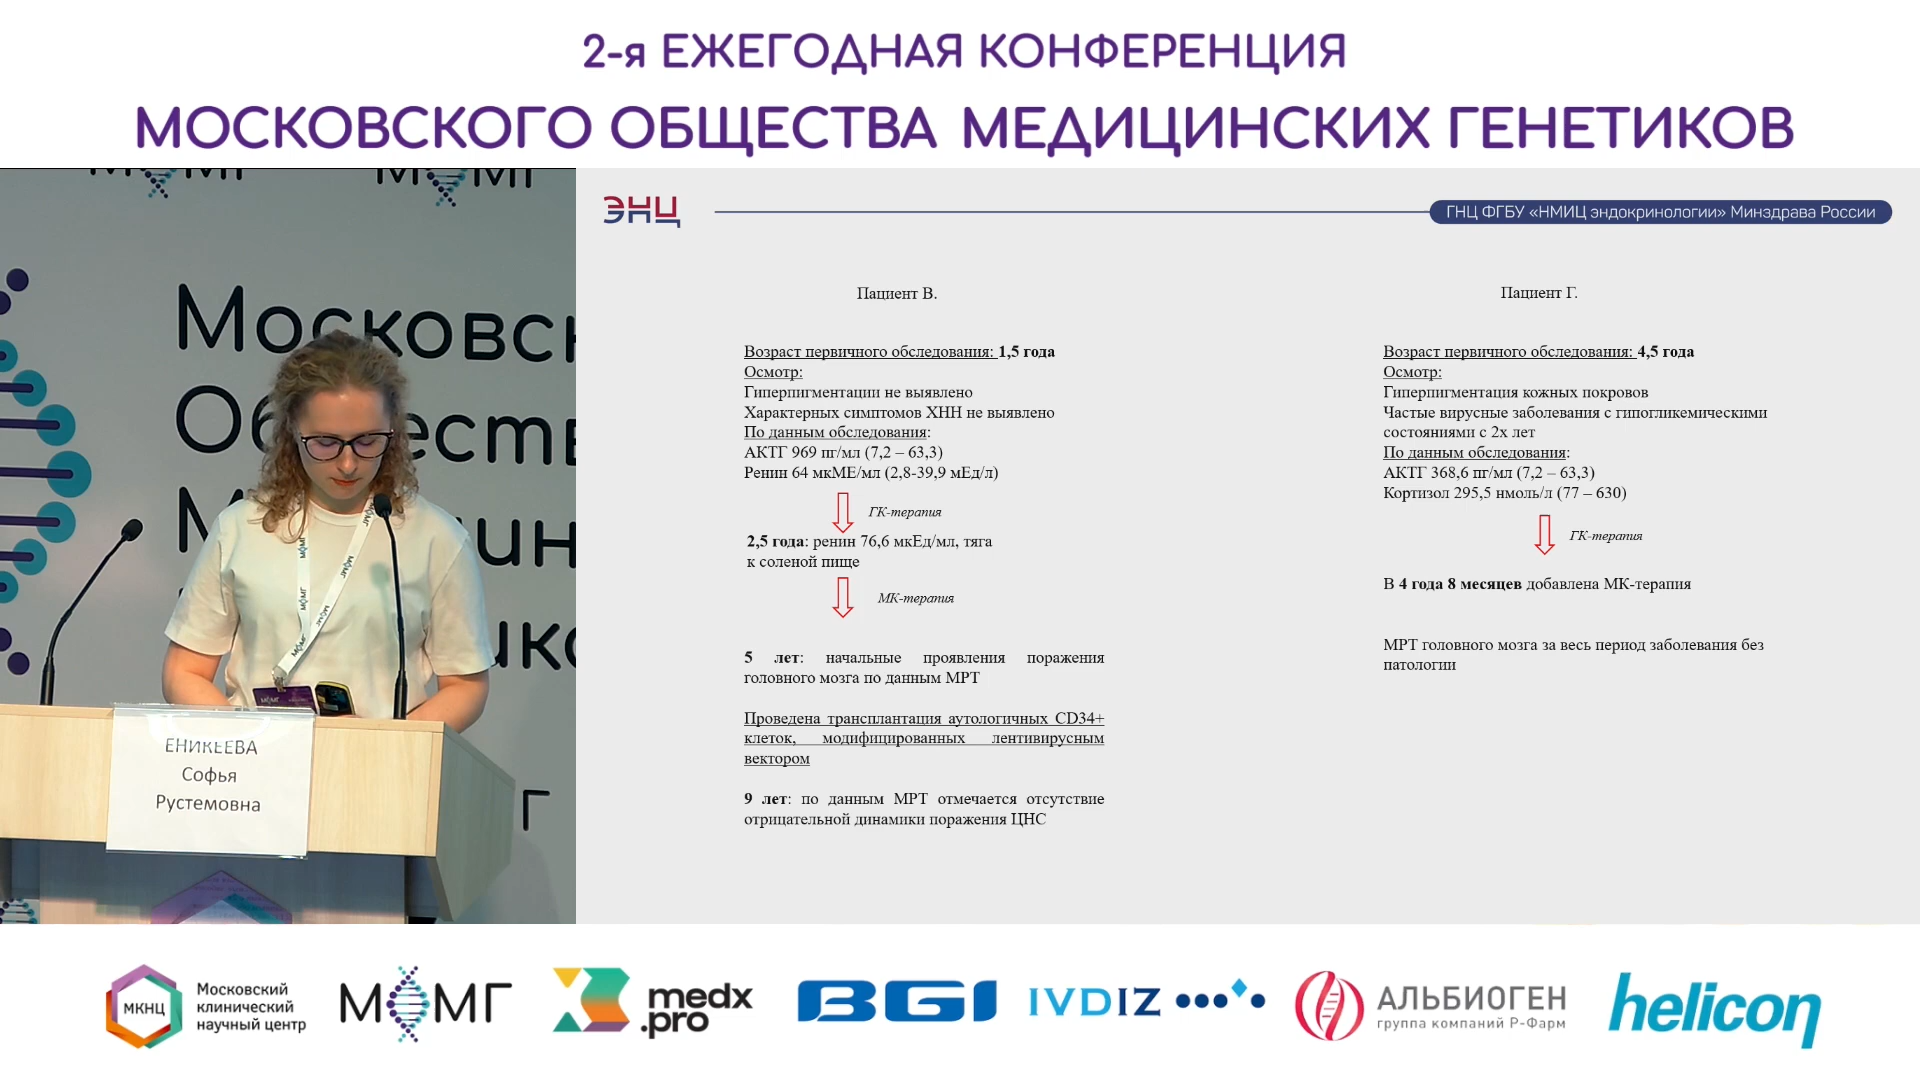 2-я ЕЖЕГОДНАЯ КОНФЕРЕНЦИЯ
МОСКОВСКОГО ОБЩЕСТВА МЕДИЦИНСКИХ ГЕНЕТИКОВ
Московск
Обществ
ЕНИКЕЕВА
Софья
Рустемовна
ЭНЦ
ГНЦ ФГБУ «НМИЦ эндокринологии» Минздрава России
Пациент В.
Возраст первичного обследования: 1,5 года
Осмотр:
Гиперпигментации не выявлено
Характерных симптомов ХНН не выявлено
По данным обследования:
АКТГ 969 пг/мл (7,2 – 63,3)
Ренин 64 мкМЕ/мл (2,8-39,9 мЕд/л)
ГК-терапия
2,5 года: ренин 76,6 мкЕд/мл, тяга
к соленой пище
МК-терапия
5 лет: начальные проявления поражения
головного мозга по данным МРТ
Проведена трансплантация аутологичных CD34+
клеток, модифицированных лентивирусным
вектором
9 лет: по данным МРТ отмечается отсутствие
отрицательной динамики поражения ЦНС
Пациент Г.
Возраст первичного обследования: 4,5 года
Осмотр:
Гиперпигментация кожных покровов
Частые вирусные заболевания с гипогликемическими
состояниями с 2х лет
По данным обследования:
АКТГ 368,6 пг/мл (7,2 – 63,3)
Кортизол 295,5 нмоль/л (77 – 630)
ГК-терапия
В 4 года 8 месяцев добавлена МК-терапия
МРТ головного мозга за весь период заболевания без
патологии
МКНЦ
Московский
клинический
научный центр
МОМГ
medx
.pro
BGI
IVDIZ
АЛЬБИОГЕН
группа компаний Р-Фарм
helicon